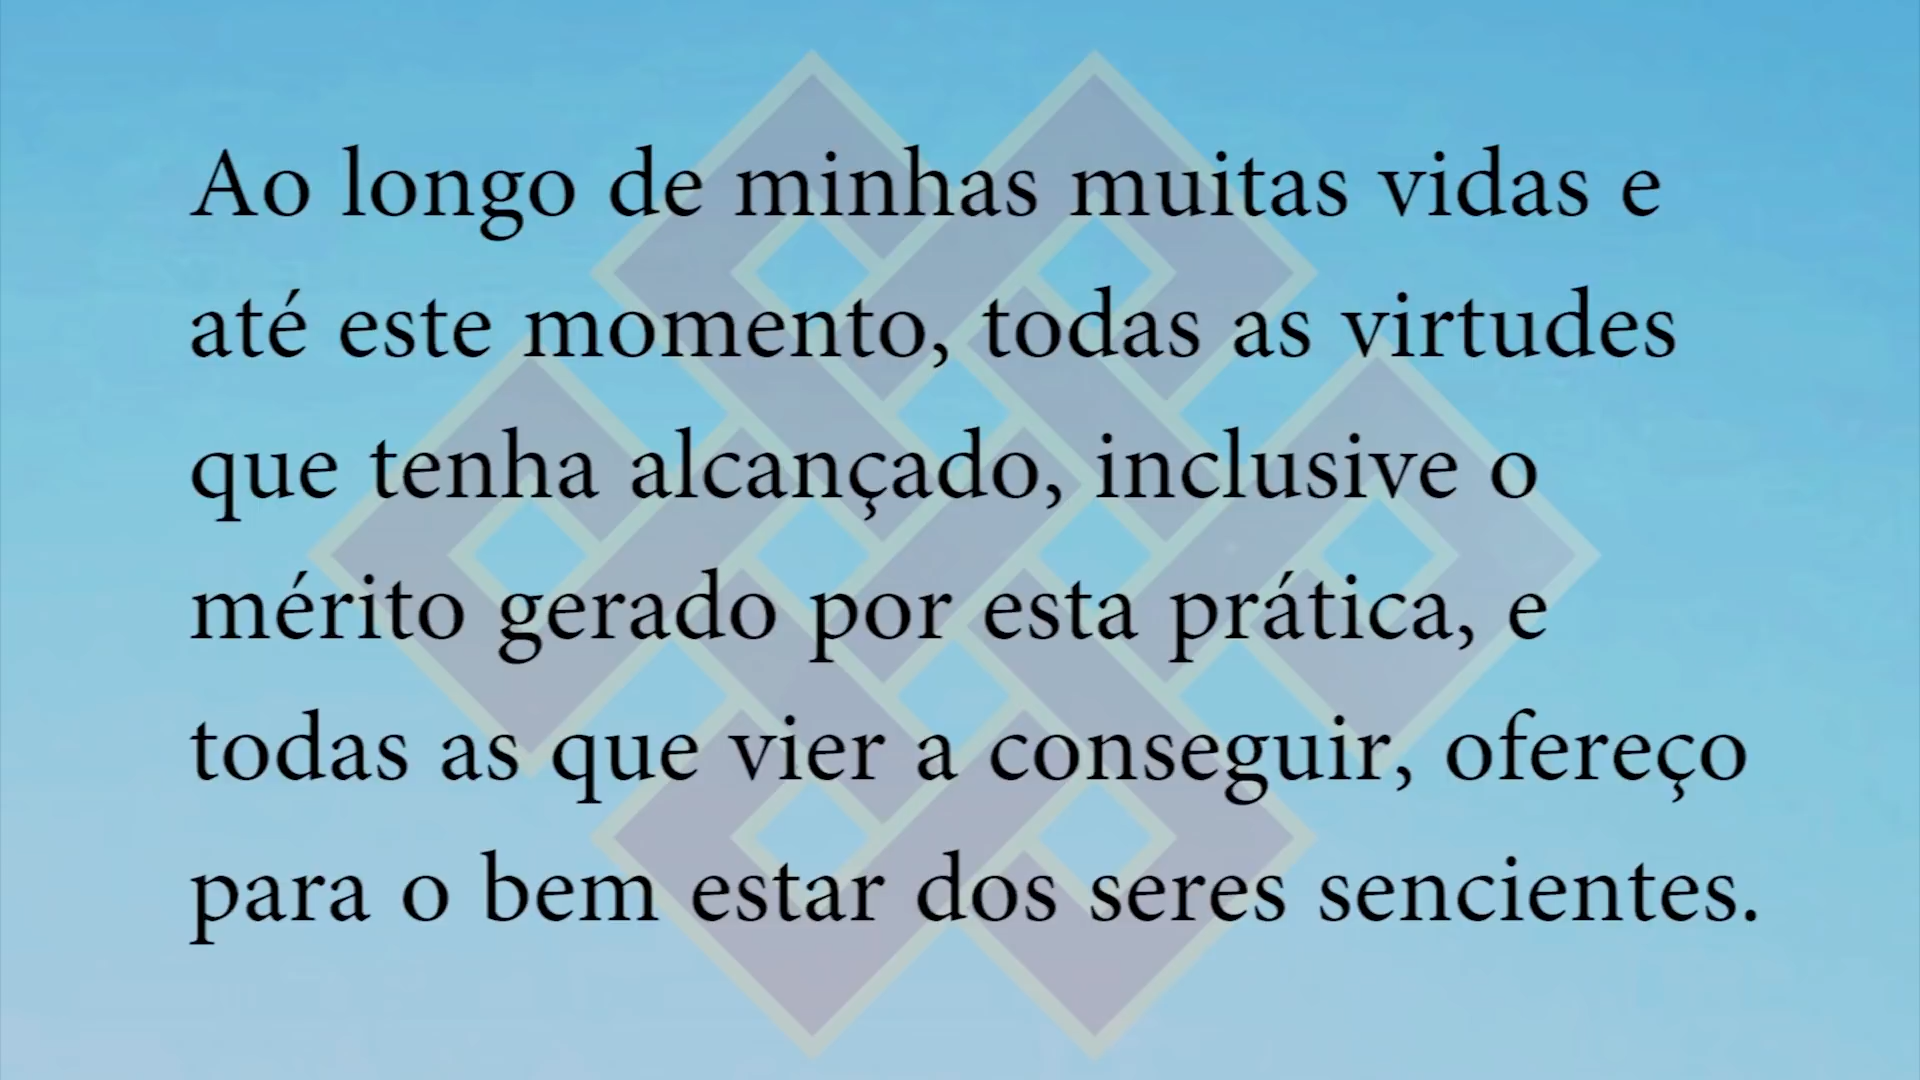 Ao longo de minhas muitas vidas e
até este momento, todas as virtudes
que tenha alcançado, inclusive o
mérito gerado por esta prática, e
todas as que vier a conseguir, ofereço
para o bem estar dos seres sencientes.